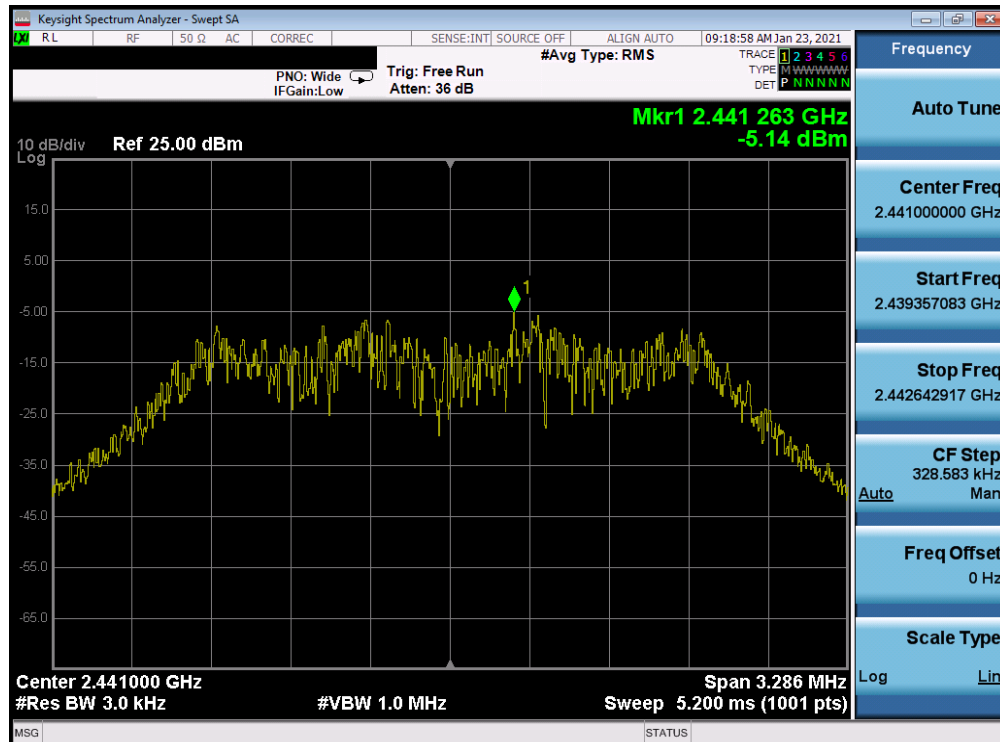 Keysight Spectrum Analyzer - Swept SA
LXI RL RF 50 Ω AC CORREC SENSE:INT SOURCE OFF ALIGN AUTO 09:18:58 AM Jan 23, 2021
PNO: Wide
IFGain:Low
Trig: Free Run
Atten: 36 dB
#Avg Type: RMS
TRACE 1 2 3 4 5 6
TYPE M W W W W W
DET P N N N N N
Mkr1 2.441 263 GHz
-5.14 dBm
10 dB/div
Log
Ref 25.00 dBm
15.0
5.00
-5.00
-15.0
-25.0
-35.0
-45.0
-55.0
-65.0
1
Center 2.441000 GHz
Span 3.286 MHz
#Res BW 3.0 kHz
#VBW 1.0 MHz
Sweep 5.200 ms (1001 pts)
MSG
STATUS
Frequency
Auto Tune
Center Freq
2.441000000 GHz
Start Freq
2.439357083 GHz
Stop Freq
2.442642917 GHz
CF Step
328.583 kHz
Auto Man
Freq Offset
0 Hz
Scale Type
Log Lin